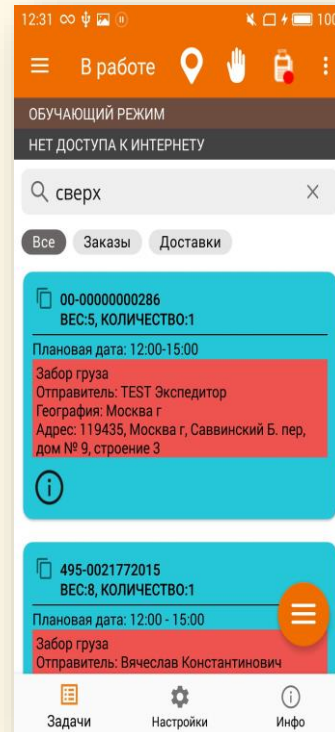 12:31 100
В работе
ОБУЧАЮЩИЙ РЕЖИМ
НЕТ ДОСТУПА К ИНТЕРНЕТУ
сверх
Все Заказы Доставки
00-00000000286
ВЕС:5, КОЛИЧЕСТВО:1
Плановая дата: 12:00-15:00
Забор груза
Отправитель: TEST Экспедитор
География: Москва г
Адрес: 119435, Москва г, Саввинский Б. пер,
дом № 9, строение 3
495-0021772015
ВЕС:8, КОЛИЧЕСТВО:1
Плановая дата: 12:00 - 15:00
Забор груза
Отправитель: Вячеслав Константинович
Задачи Настройки Инфо